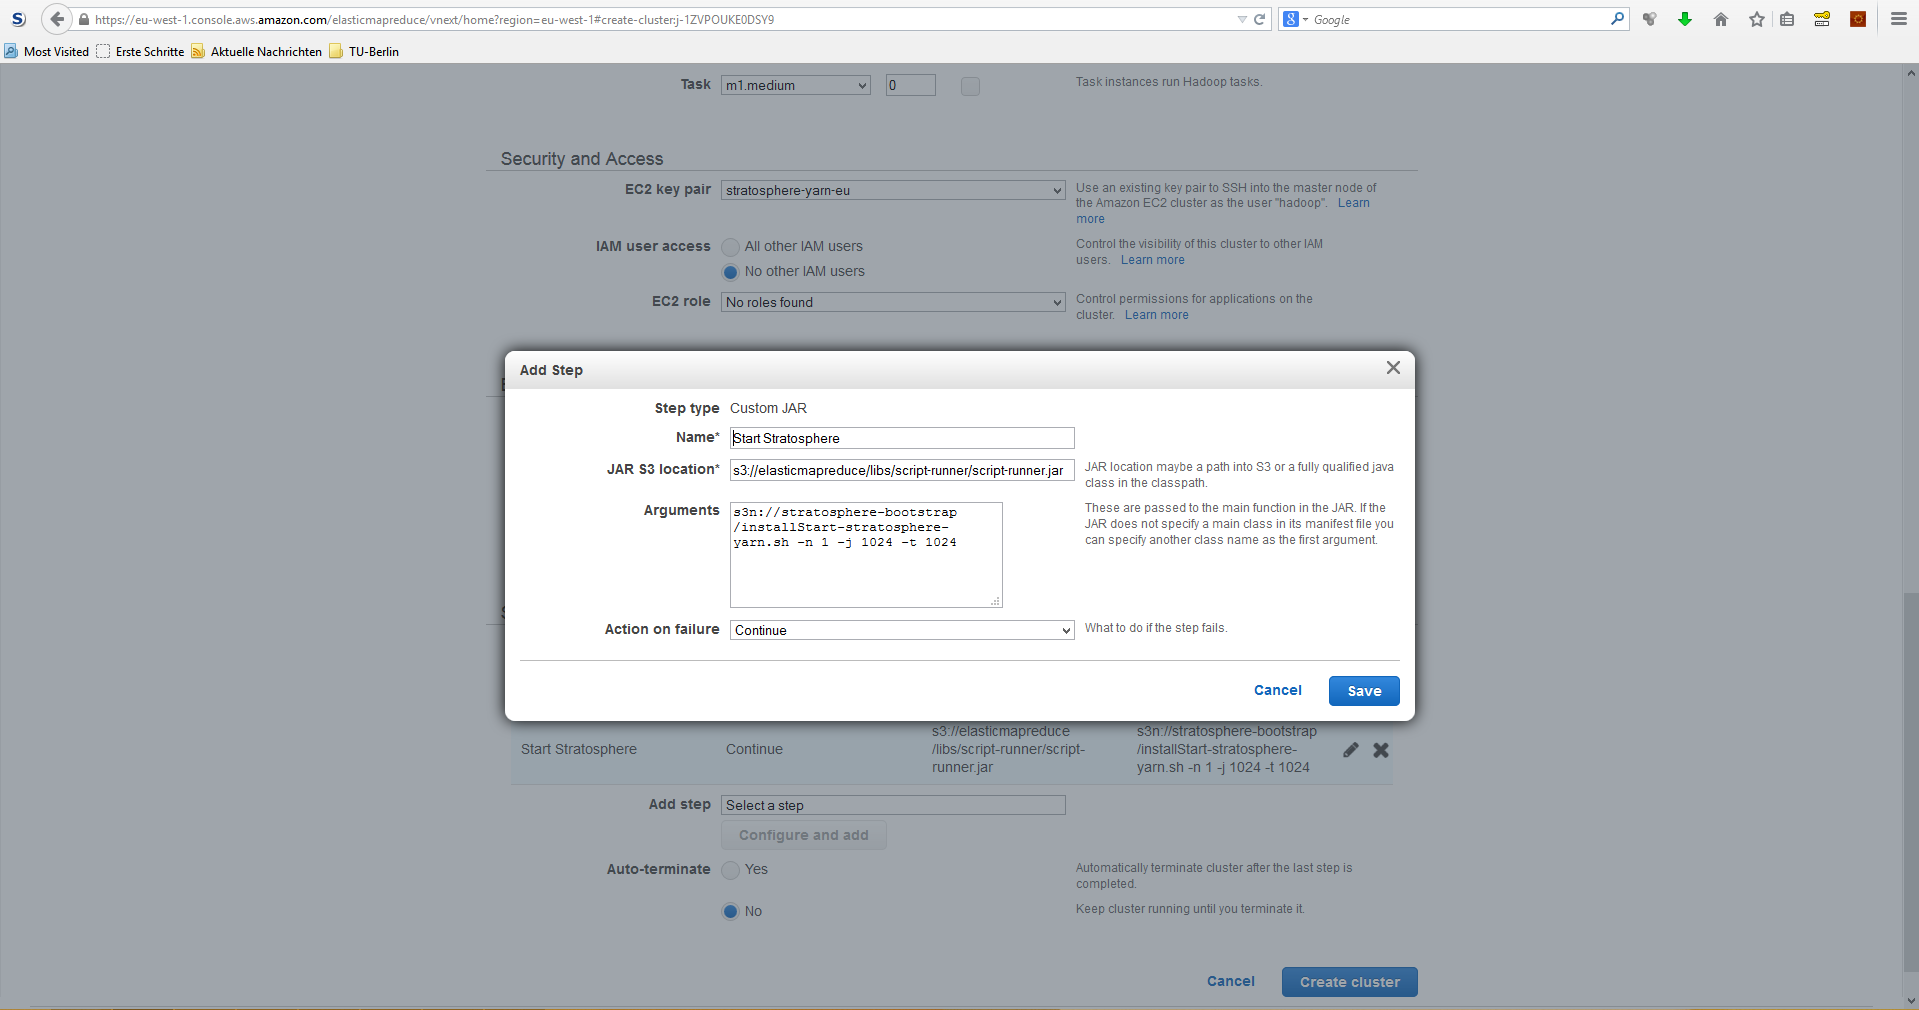 https://eu-west-1.console.aws.amazon.com/elasticmapreduce/vnext/home?region=eu-west-1#create-cluster:j-1ZVPOUKE0DSY9
Google
Most Visited
Erste Schritte
Aktuelle Nachrichten
TU-Berlin
Task
m1.medium
0
Task instances run Hadoop tasks.
Security and Access
EC2 key pair
stratosphere-yarn-eu
Use an existing key pair to SSH into the master node of
the Amazon EC2 cluster as the user "hadoop". Learn
more
IAM user access
All other IAM users
No other IAM users
Control the visibility of this cluster to other IAM
users. Learn more
EC2 role
No roles found
Control permissions for applications on the
cluster. Learn more
Add Step
Step type
Custom JAR
Name*
Start Stratosphere
JAR S3 location*
s3://elasticmapreduce/libs/script-runner/script-runner.jar
JAR location maybe a path into S3 or a fully qualified java
class in the classpath.
Arguments
s3n://stratosphere-bootstrap
/installStart-stratosphere-
yarn.sh -n 1 -j 1024 -t 1024
These are passed to the main function in the JAR. If the
JAR does not specify a main class in its manifest file you
can specify another class name as the first argument.
Action on failure
Continue
What to do if the step fails.
Cancel
Save
Start Stratosphere
Continue
s3://elasticmapreduce
/libs/script-runner/script-
runner.jar
s3n://stratosphere-bootstrap
/installStart-stratosphere-
yarn.sh -n 1 -j 1024 -t 1024
Add step
Select a step
Configure and add
Auto-terminate
Yes
Automatically terminate cluster after the last step is
completed.
No
Keep cluster running until you terminate it.
Cancel
Create cluster